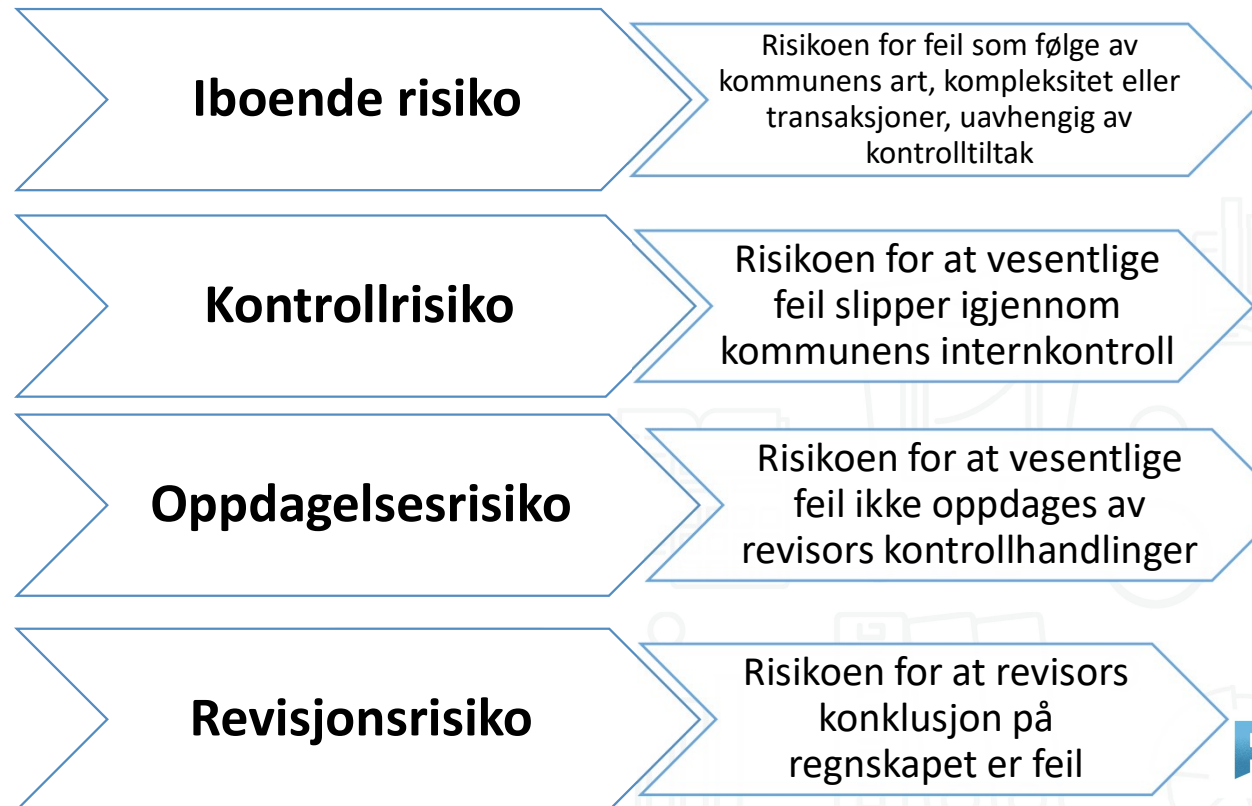 Iboende risiko
Risikoen for feil som følge av
kommunens art, kompleksitet eller
transaksjoner, uavhengig av
kontrolltiltak
Kontrollrisiko
Risikoen for at vesentlige
feil slipper igjennom
kommunens internkontroll
Oppdagelsesrisiko
Risikoen for at vesentlige
feil ikke oppdages av
revisors kontrollhandlinger
Revisjonsrisiko
Risikoen for at revisors
konklusjon på
regnskapet er feil